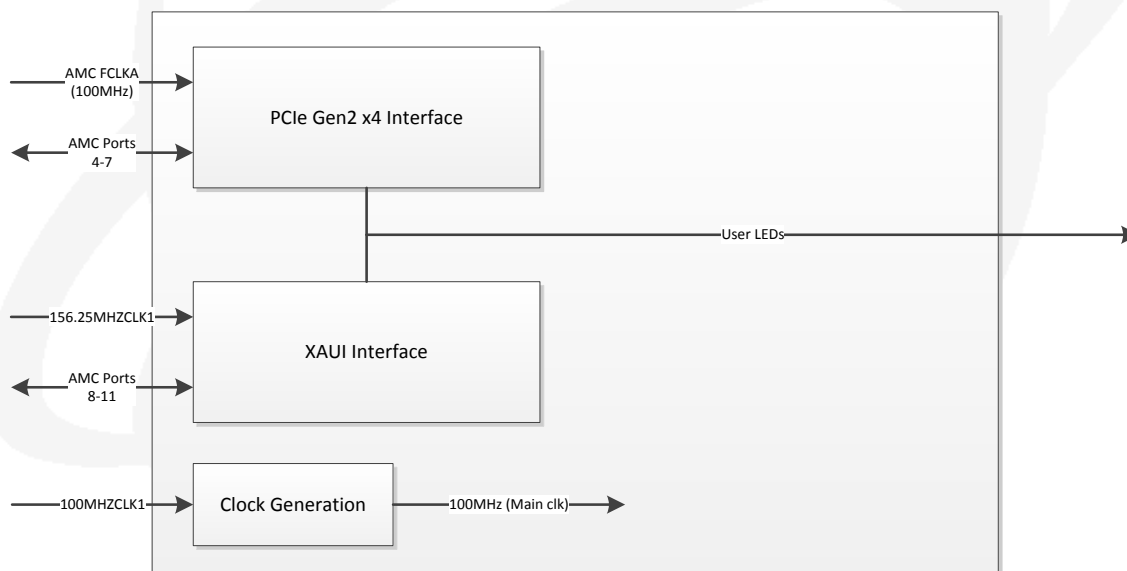 AMC FCLKA
(100MHz)
PCIe Gen2 x4 Interface
AMC Ports
4-7
User LEDs
156.25MHZCLK1
XAUI Interface
AMC Ports
8-11
100MHZCLK1
Clock Generation
100MHz (Main clk)